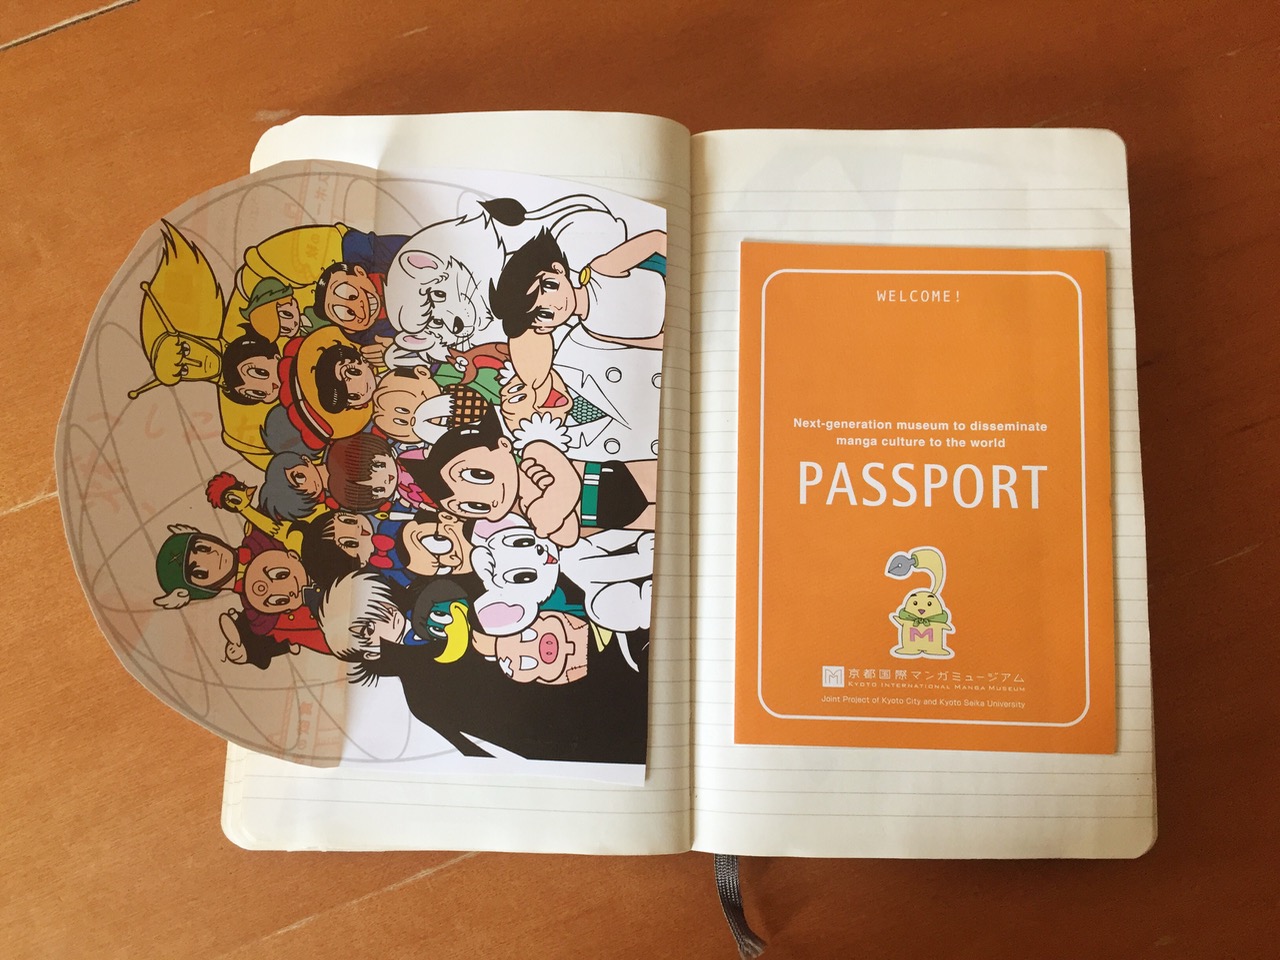 WELCOME!
Next-generation museum to disseminate
manga culture to the world
PASSPORT
M
京都国際マンガミュージアム
KYOTO INTERNATIONAL MANGA MUSEUM
Joint Project of Kyoto City and Kyoto Seika University